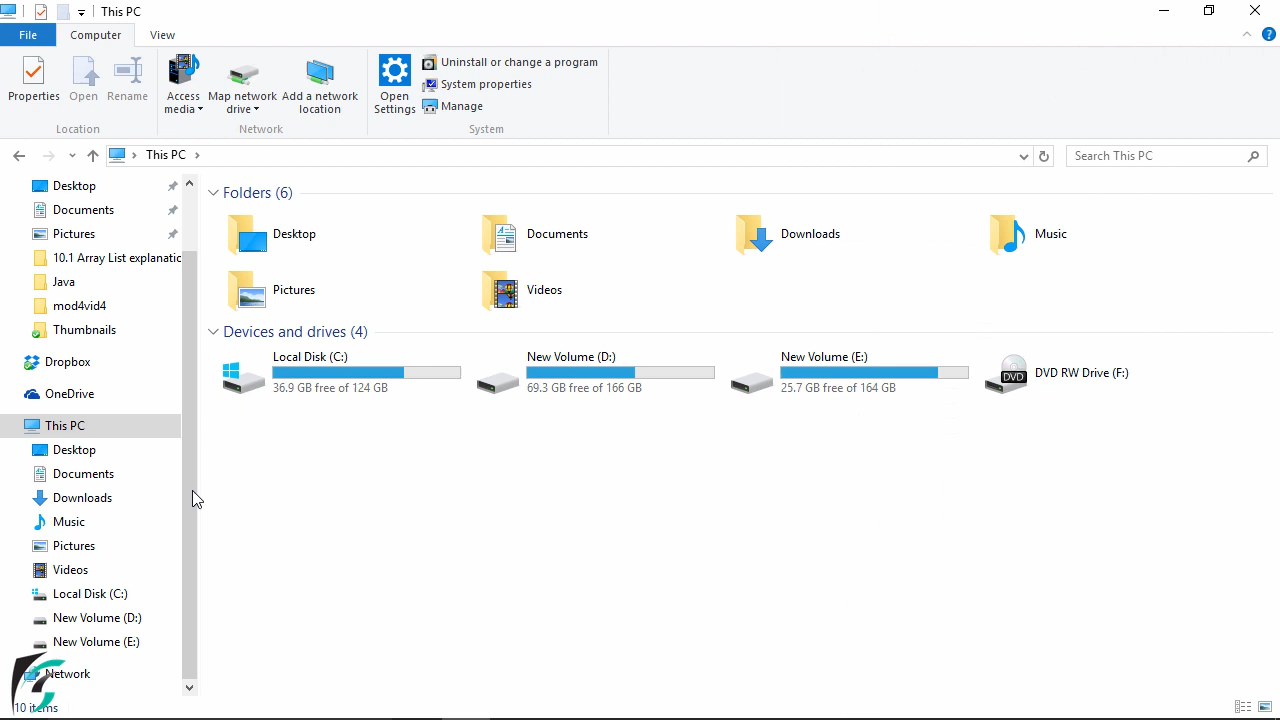 This PC
File Computer View
Properties Open Rename Access media Map network drive Add a network location Open Settings Uninstall or change a program
System properties
Manage
Location Network System
This PC
Search This PC
Desktop
Documents
Pictures
10.1 Array List explanatic
Java
mod4vid4
Thumbnails
Dropbox
OneDrive
This PC
Desktop
Documents
Downloads
Music
Pictures
Videos
Local Disk (C:)
New Volume (D:)
New Volume (E:)
Network
10 items
Folders (6)
Desktop Documents Downloads Music
Pictures Videos
Devices and drives (4)
Local Disk (C:) New Volume (D:) New Volume (E:)
DVD DVD RW Drive (F:)
36.9 GB free of 124 GB 69.3 GB free of 166 GB 25.7 GB free of 164 GB